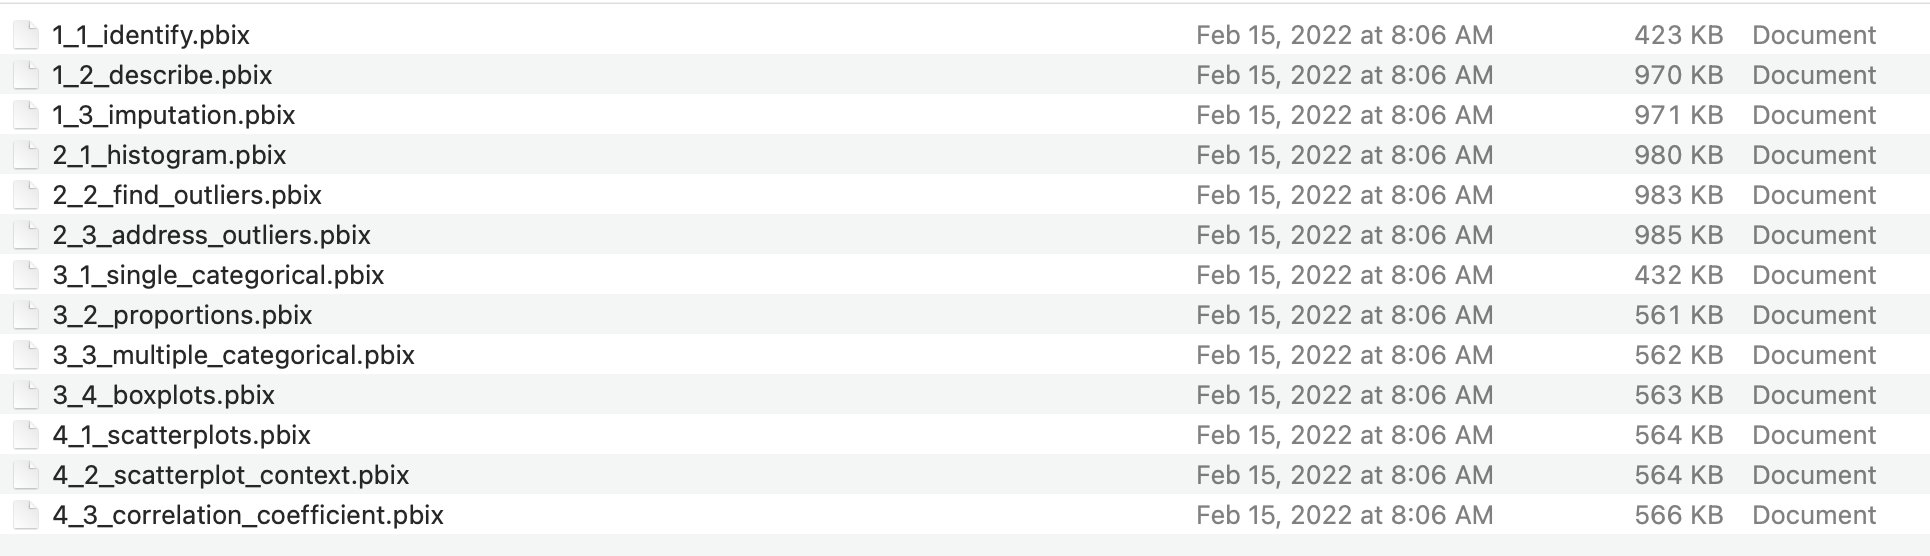 1_1_identify.pbix Feb 15, 2022 at 8:06 AM 423 KB Document
1_2_describe.pbix Feb 15, 2022 at 8:06 AM 970 KB Document
1_3_imputation.pbix Feb 15, 2022 at 8:06 AM 971 KB Document
2_1_histogram.pbix Feb 15, 2022 at 8:06 AM 980 KB Document
2_2_find_outliers.pbix Feb 15, 2022 at 8:06 AM 983 KB Document
2_3_address_outliers.pbix Feb 15, 2022 at 8:06 AM 985 KB Document
3_1_single_categorical.pbix Feb 15, 2022 at 8:06 AM 432 KB Document
3_2_proportions.pbix Feb 15, 2022 at 8:06 AM 561 KB Document
3_3_multiple_categorical.pbix Feb 15, 2022 at 8:06 AM 562 KB Document
3_4_boxplots.pbix Feb 15, 2022 at 8:06 AM 563 KB Document
4_1_scatterplots.pbix Feb 15, 2022 at 8:06 AM 564 KB Document
4_2_scatterplot_context.pbix Feb 15, 2022 at 8:06 AM 564 KB Document
4_3_correlation_coefficient.pbix Feb 15, 2022 at 8:06 AM 566 KB Document